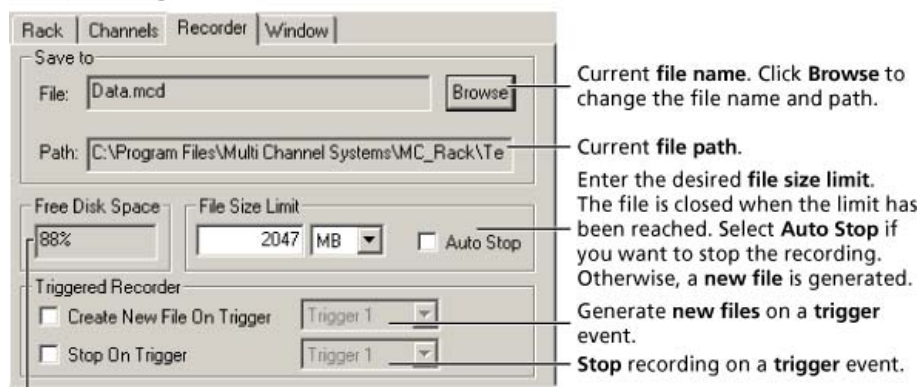 Rack Channels Recorder Window
Save to
File: Data.mcd Browse
Path: C:\Program Files\Multi Channel Systems\MC_Rack\Te
Free Disk Space File Size Limit
88% 2047 MB Auto Stop
Triggered Recorder
Create New File On Trigger Trigger 1
Stop On Trigger Trigger 1
Current file name. Click Browse to
change the file name and path.
Current file path.
Enter the desired file size limit.
The file is closed when the limit has
been reached. Select Auto Stop if
you want to stop the recording.
Otherwise, a new file is generated.
Generate new files on a trigger
event.
Stop recording on a trigger event.